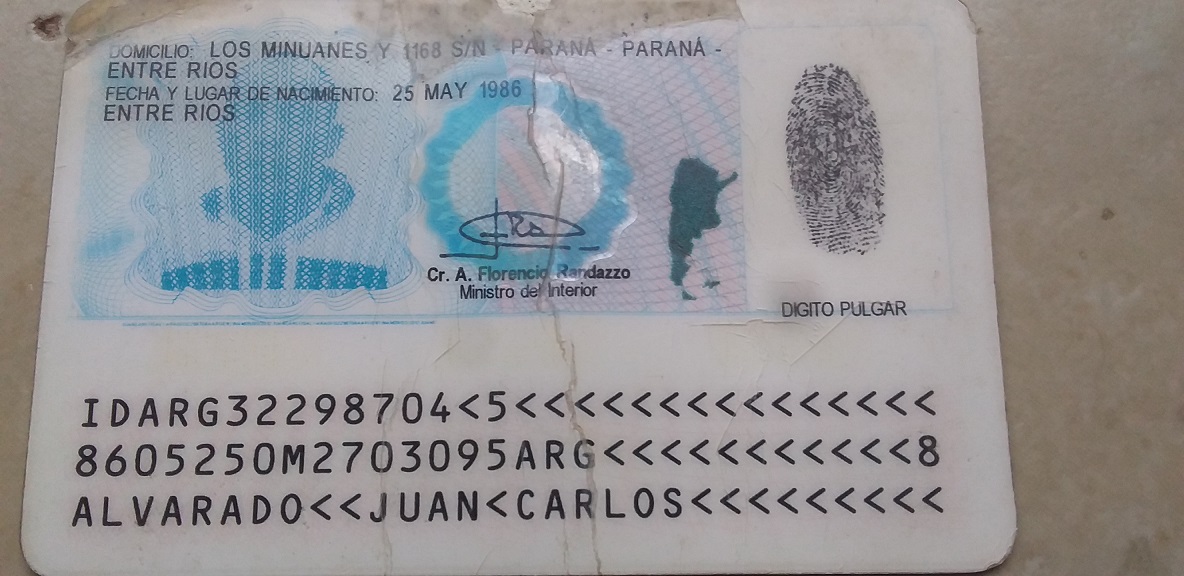 DOMICILIO: LOS MINUANES Y 1168 S/N - PARANÁ - PARANÁ -
ENTRE RIOS
FECHA Y LUGAR DE NACIMIENTO: 25 MAY 1986
ENTRE RIOS
Cr. A. Florencio Randazzo
Ministro del Interior
DIGITO PULGAR
IDARG32298704<5<<<<<<<<<<<<<<<
8605250M2703095ARG<<<<<<<<<<<8
ALVARADO<<JUAN<CARLOS<<<<<<<<<